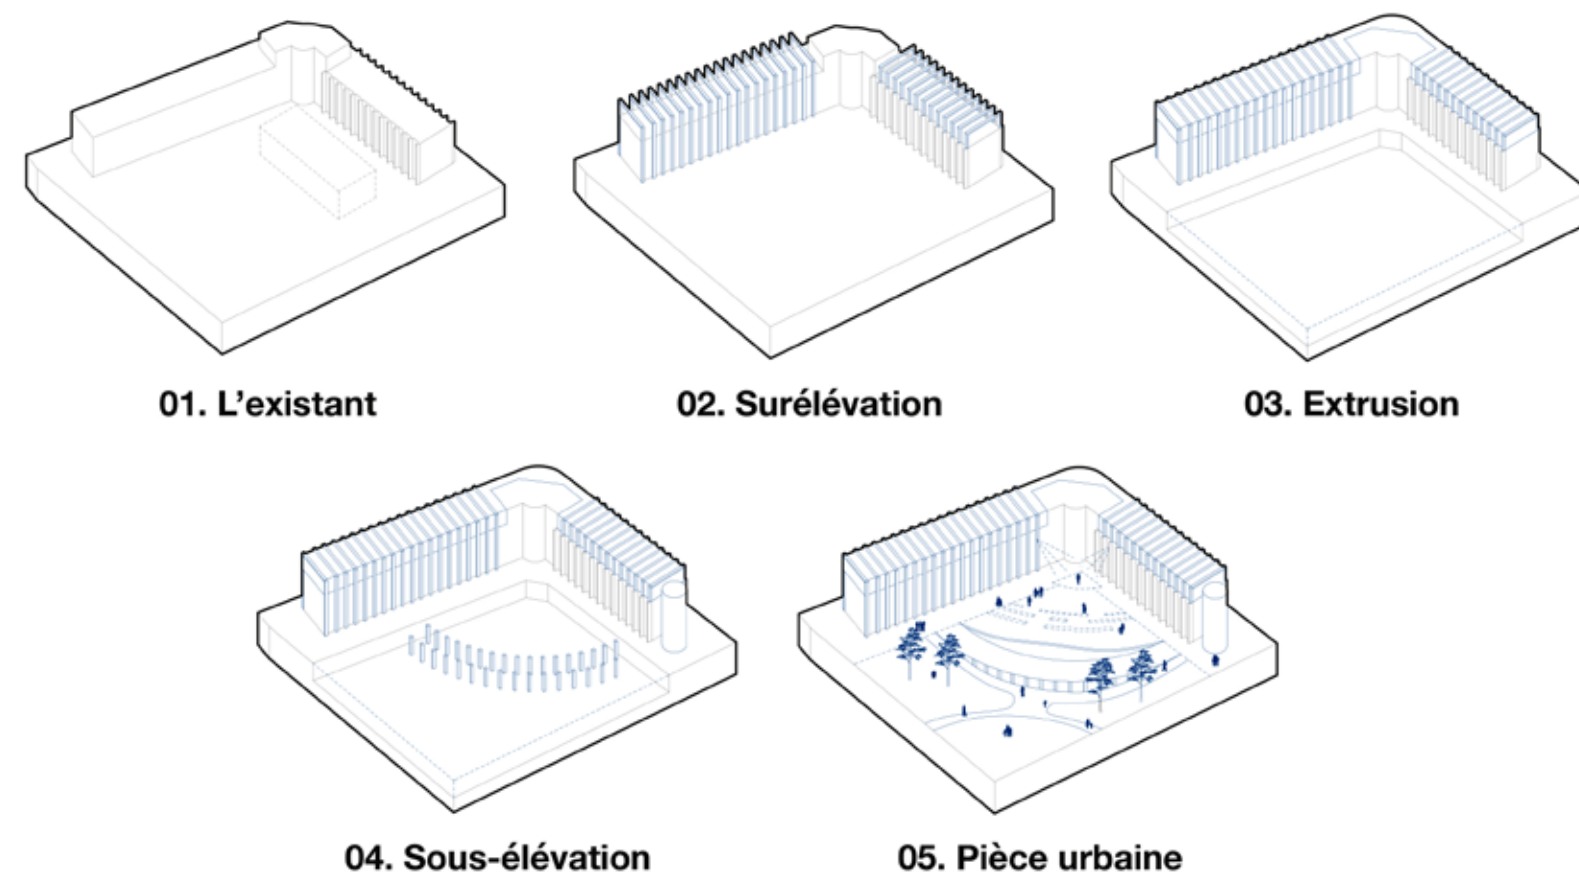 01. L’existant
02. Surélévation
03. Extrusion
04. Sous-élévation
05. Pièce urbaine